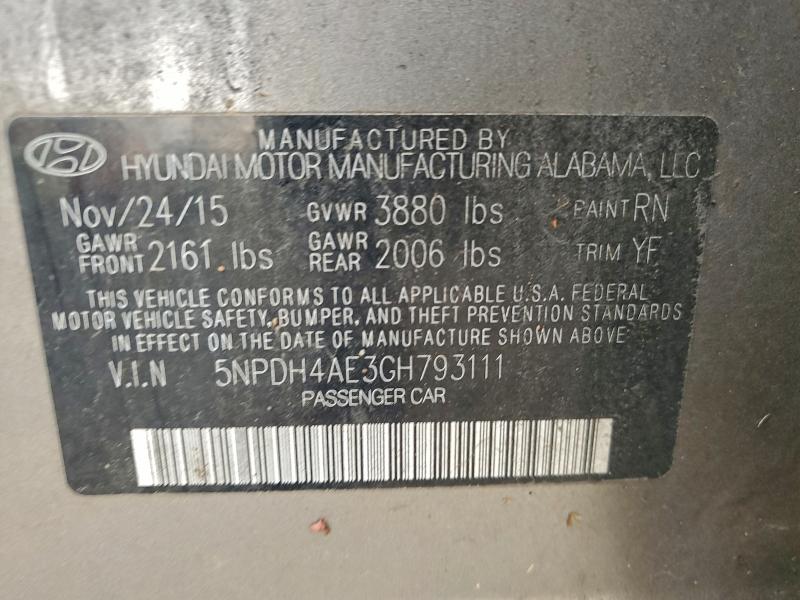 MANUFACTURED BY
HYUNDAI MOTOR MANUFACTURING ALABAMA, LLC
Nov/24/15 GVWR 3880 lbs PAINT RN
GAWR FRONT 2161 lbs GAWR REAR 2006 lbs TRIM YF
THIS VEHICLE CONFORMS TO ALL APPLICABLE U.S.A. FEDERAL
MOTOR VEHICLE SAFETY, BUMPER, AND THEFT PREVENTION STANDARDS
IN EFFECT ON THE DATE OF MANUFACTURE SHOWN ABOVE
V.I.N 5NPDH4AE3GH793111
PASSENGER CAR